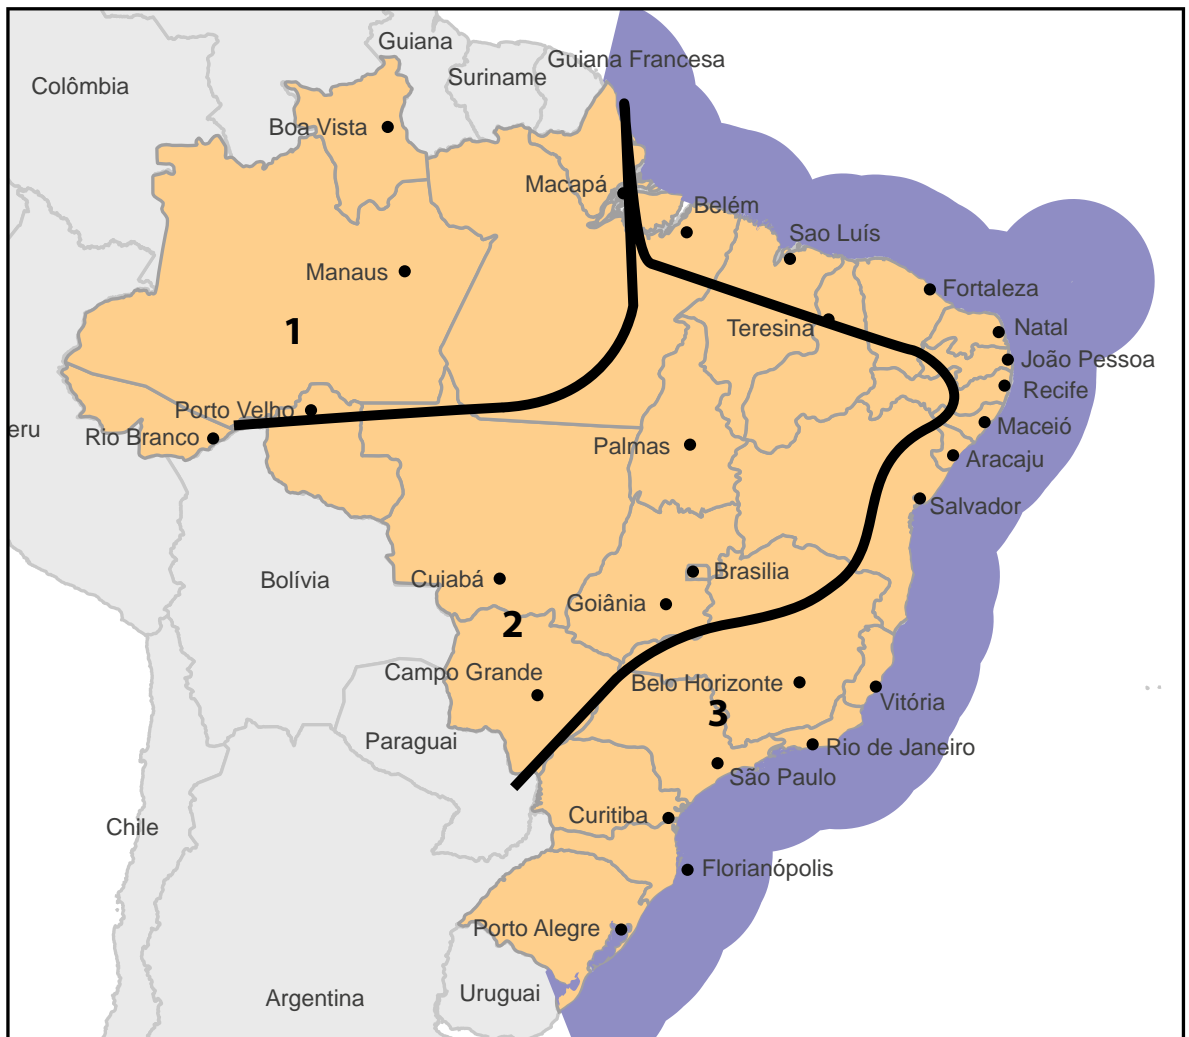 Guiana
Guiana Francesa
Suriname
Colômbia
Boa Vista
Macapá
Belém
Sao Luís
Manaus
Fortaleza
1
Teresina
Natal
João Pessoa
Recife
Porto Velho
Maceió
eru
Rio Branco
Palmas
Aracaju
Salvador
Brasilia
Bolívia
Cuiabá
Goiânia
2
Campo Grande
Belo Horizonte
Vitória
3
Paraguai
Rio de Janeiro
São Paulo
Curitiba
Chile
Florianópolis
Porto Alegre
Uruguai
Argentina